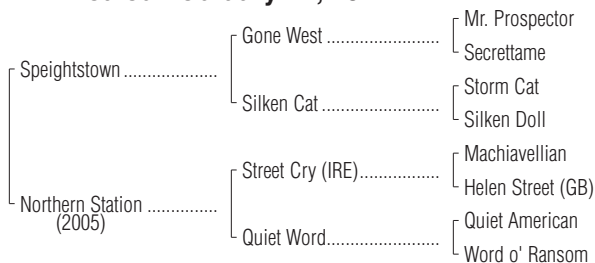 Mr. Prospector
Gone West ........................
Secrettame
Speightstown ....................
Storm Cat
Silken Cat .........................
Silken Doll
Machiavellian
Street Cry (IRE).................
Helen Street (GB)
Northern Station ...............
(2005)
Quiet American
Quiet Word........................
Word o' Ransom